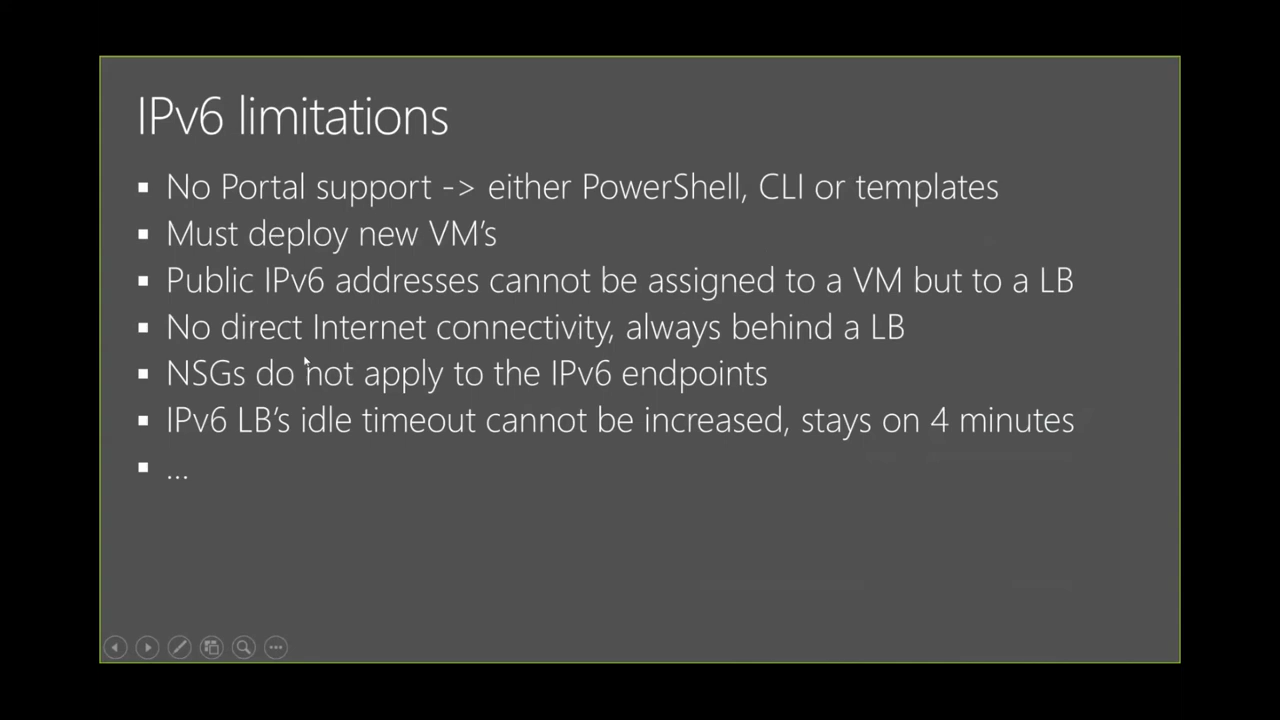 IPv6 limitations
▪ No Portal support -> either PowerShell, CLI or templates
▪ Must deploy new VM's
▪ Public IPv6 addresses cannot be assigned to a VM but to a LB
▪ No direct Internet connectivity, always behind a LB
▪ NSGs do not apply to the IPv6 endpoints
▪ IPv6 LB's idle timeout cannot be increased, stays on 4 minutes
▪ ...